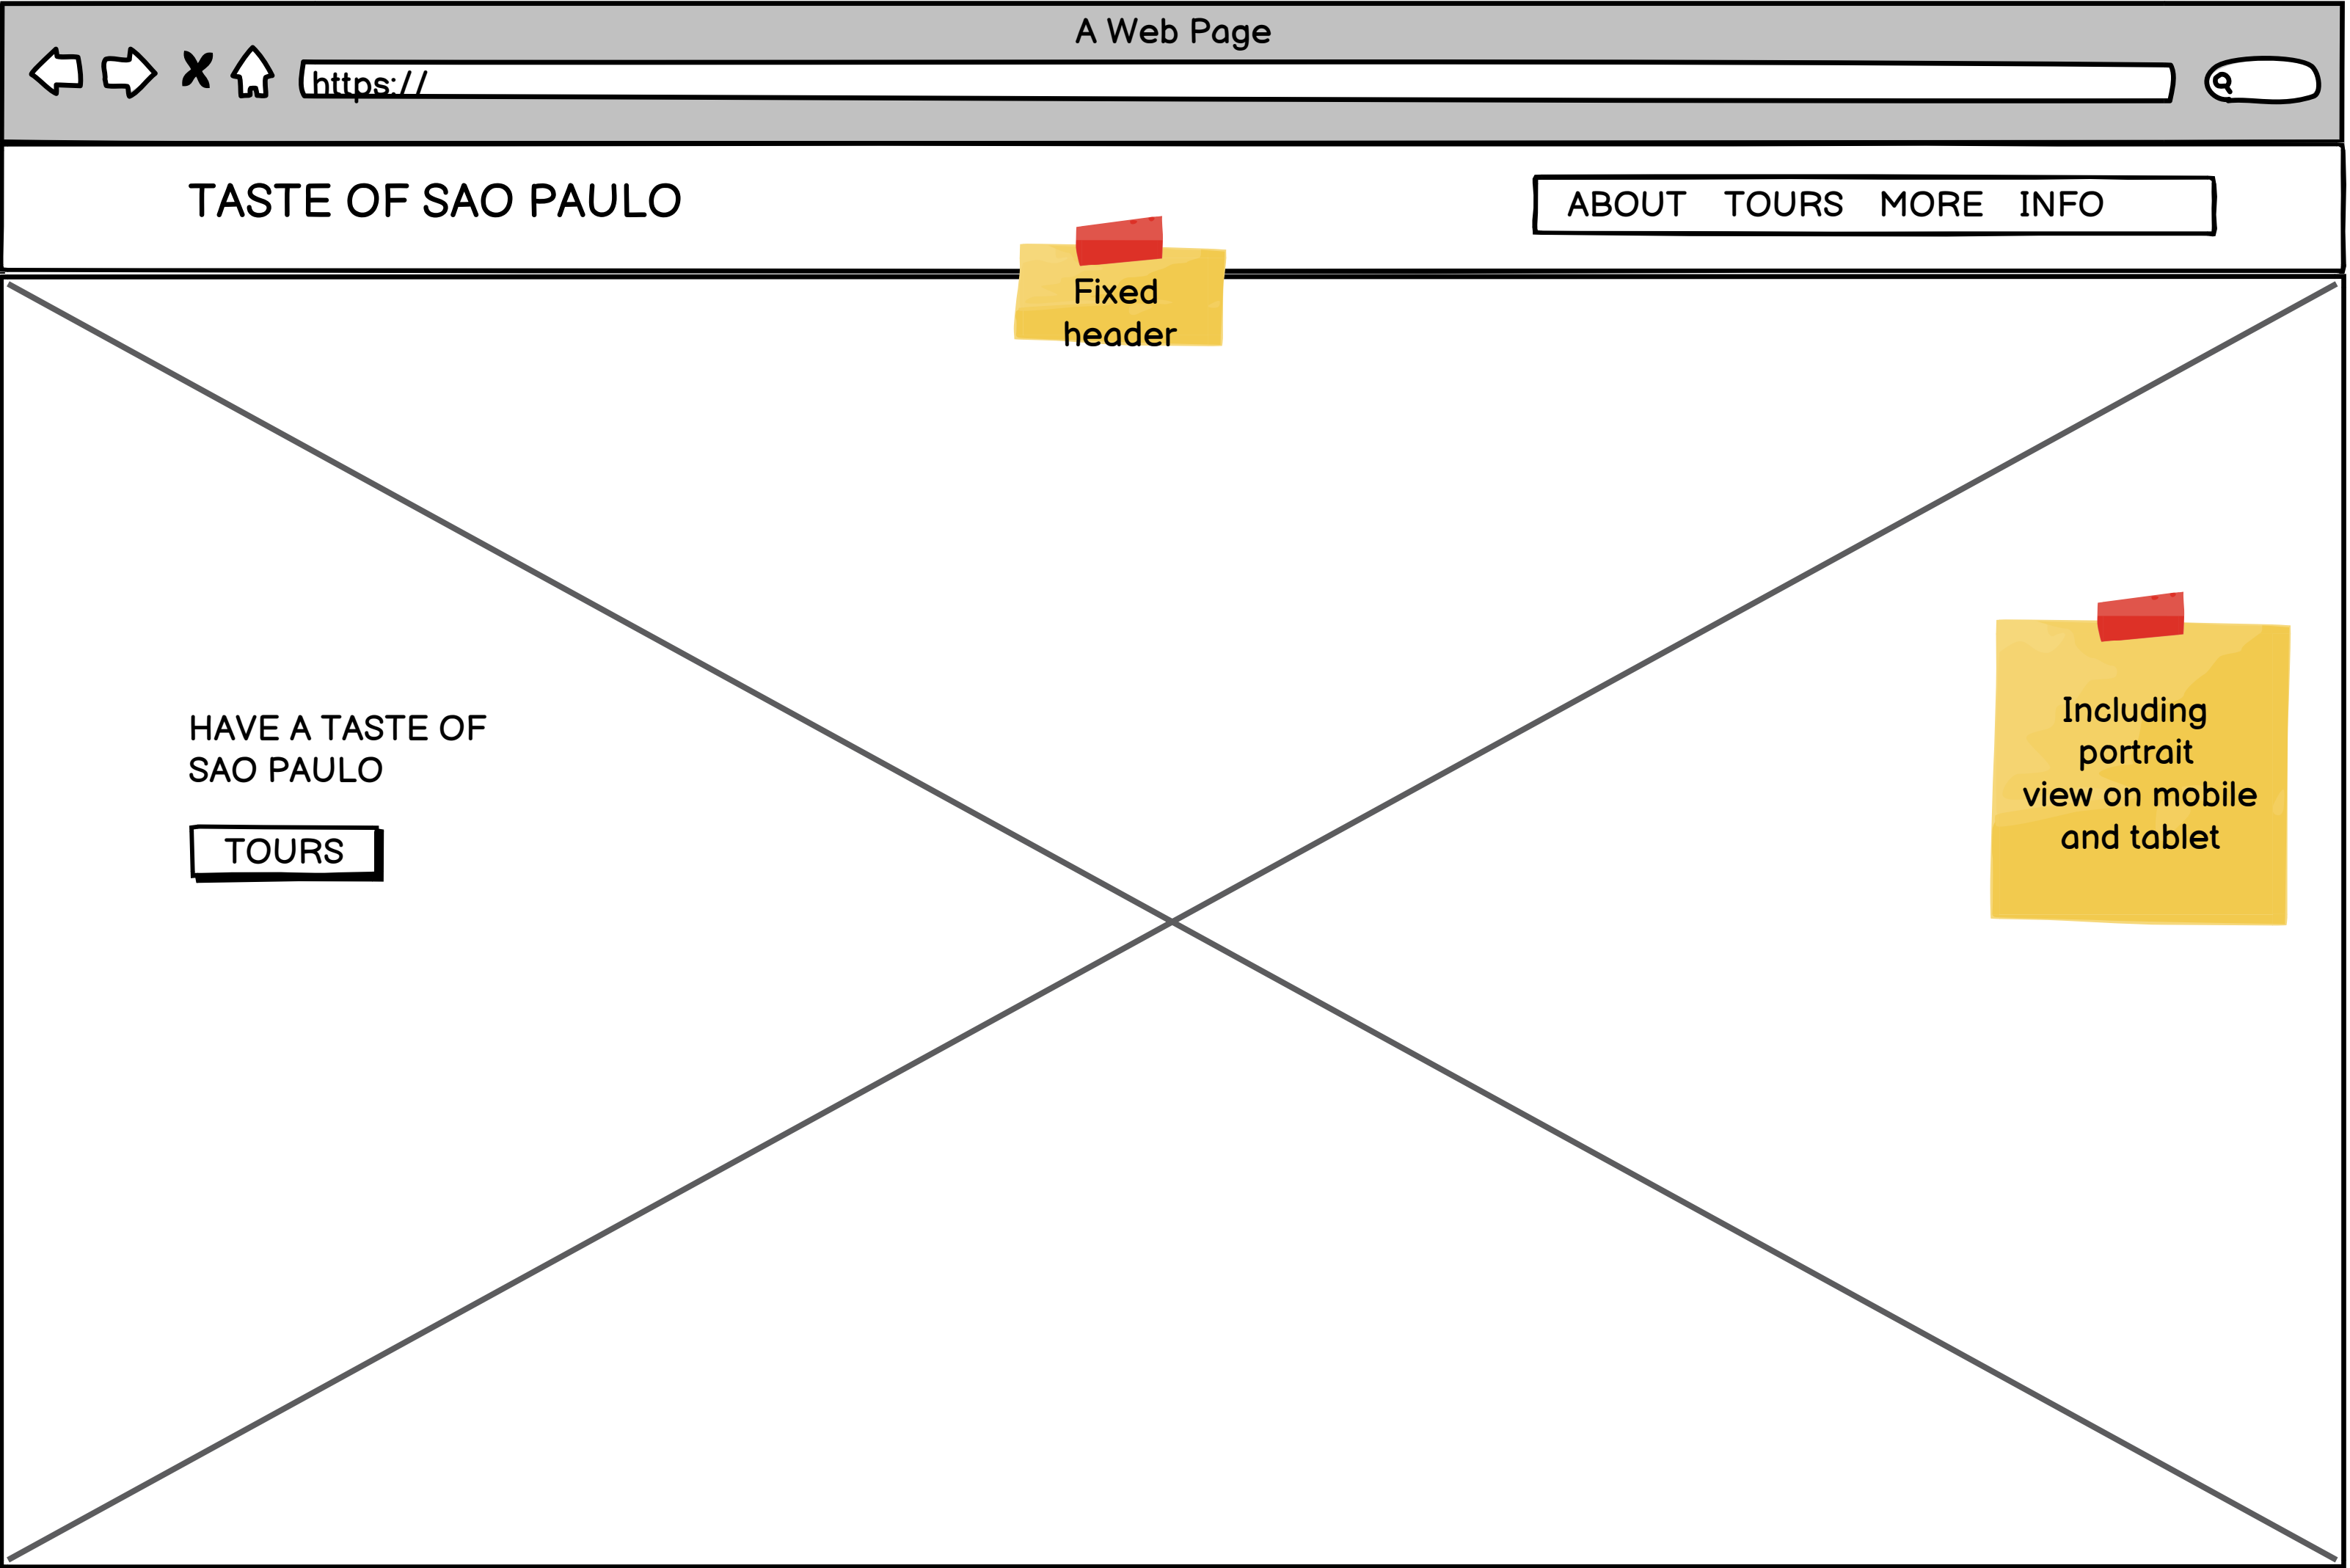 A Web Page
https://
TASTE OF SAO PAULO
ABOUT TOURS MORE INFO
Fixed
header
HAVE A TASTE OF
SAO PAULO
TOURS
Including
portrait
view on mobile
and tablet